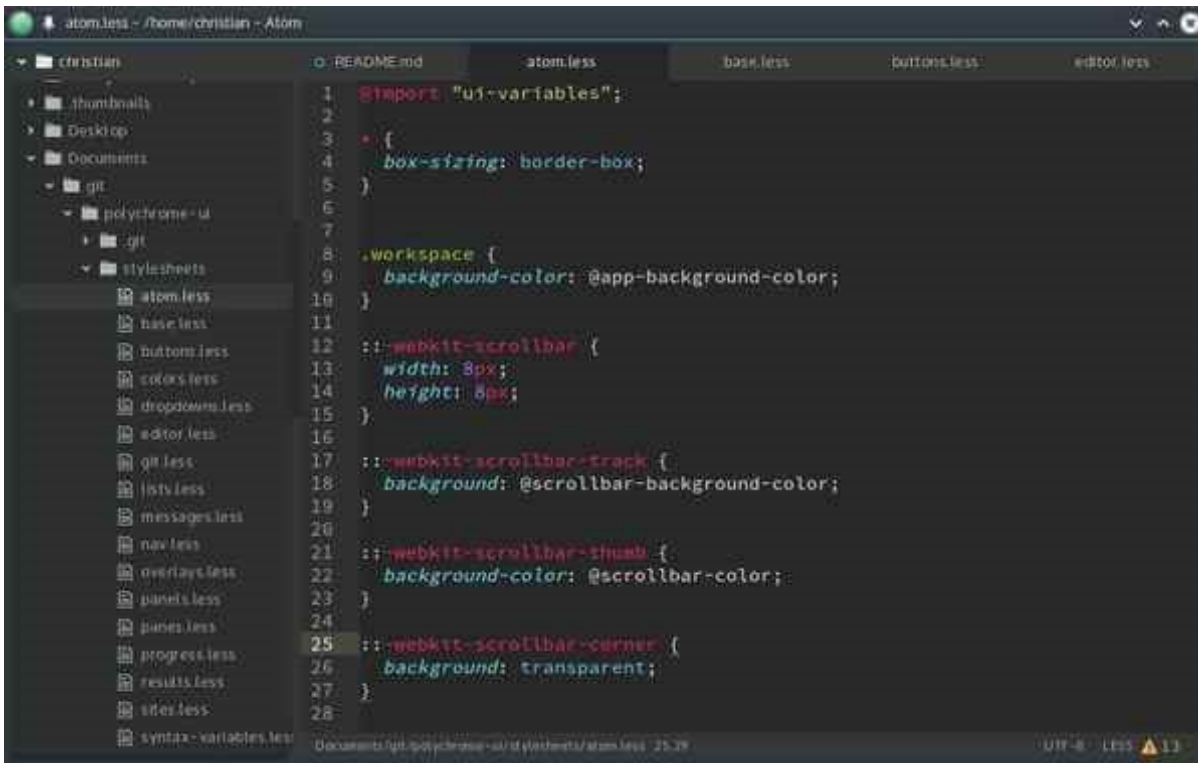 atom.less - /home/christian - Atom
christian
.thumbnails
Desktop
Documents
git
polychrome-ui
.git
stylesheets
atom.less
base.less
buttons.less
colors.less
dropdowns.less
editor.less
git.less
lists.less
messages.less
nav.less
overlays.less
panels.less
panes.less
progress.less
results.less
sites.less
syntax-variables.less
README.md atom.less base.less buttons.less editor.less
1 @import "ui-variables";
2
3 * {
4 box-sizing: border-box;
5 }
6
7
8 .workspace {
9 background-color: @app-background-color;
10 }
11
12 ::-webkit-scrollbar {
13 width: 8px;
14 height: 8px;
15 }
16
17 ::-webkit-scrollbar-track {
18 background: @scrollbar-background-color;
19 }
20
21 ::-webkit-scrollbar-thumb {
22 background-color: @scrollbar-color;
23 }
24
25 ::-webkit-scrollbar-corner {
26 background: transparent;
27 }
28
Documents/git/polychrome-ui/stylesheets/atom.less 25,29 UTF-8 LESS 13